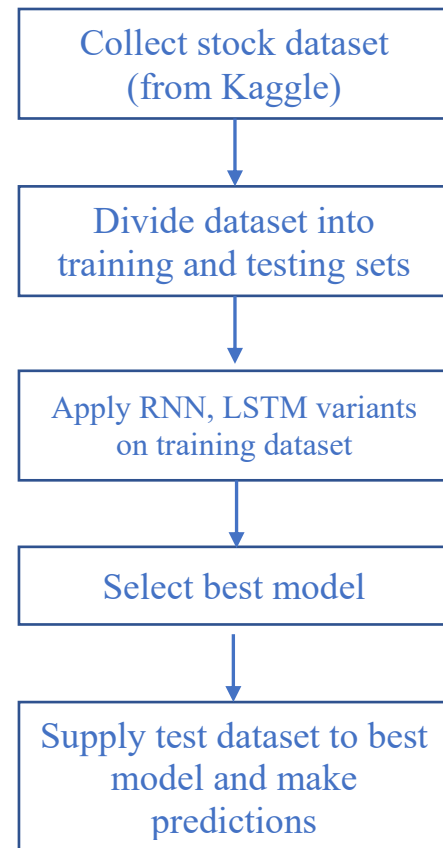 Collect stock dataset
(from Kaggle)
Divide dataset into
training and testing sets
Apply RNN, LSTM variants
on training dataset
Select best model
Supply test dataset to best
model and make
predictions